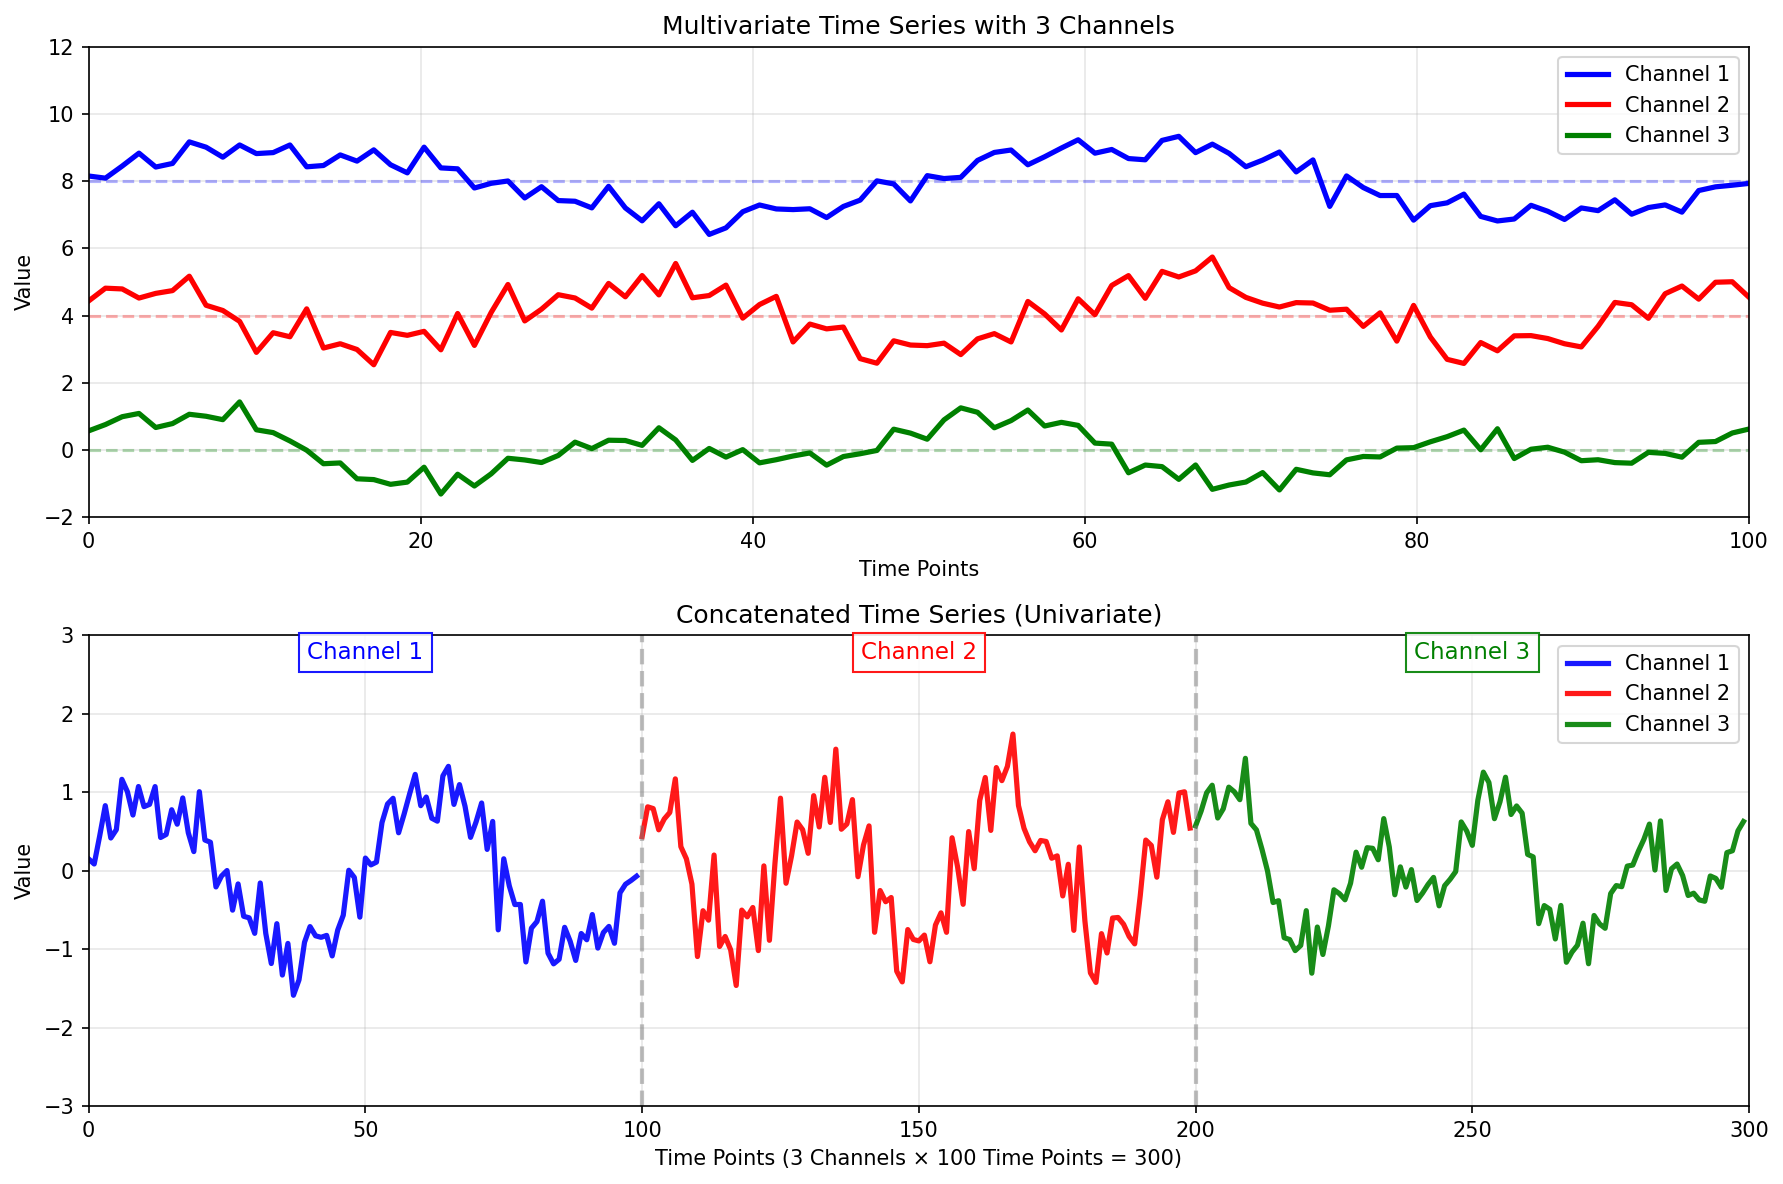 Multivariate Time Series with 3 Channels
12
10
8
6
4
2
0
−2
Value
Channel 1
Channel 2
Channel 3
0 20 40 60 80 100
Time Points
Concatenated Time Series (Univariate)
3
2
1
0
−1
−2
−3
Value
Channel 1
Channel 2
Channel 3
Channel 1
Channel 2
Channel 3
0 50 100 150 200 250 300
Time Points (3 Channels × 100 Time Points = 300)